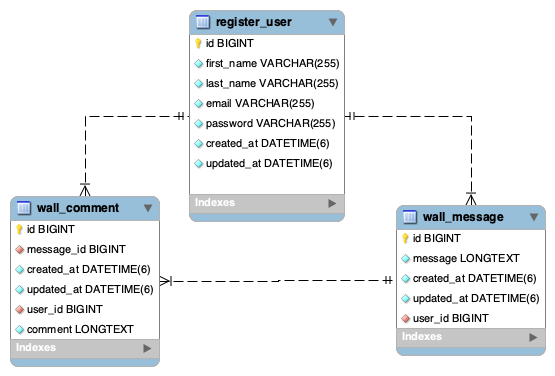 register_user
id BIGINT
first_name VARCHAR(255)
last_name VARCHAR(255)
email VARCHAR(255)
password VARCHAR(255)
created_at DATETIME(6)
updated_at DATETIME(6)
Indexes
wall_comment
id BIGINT
message_id BIGINT
created_at DATETIME(6)
updated_at DATETIME(6)
user_id BIGINT
comment LONGTEXT
Indexes
wall_message
id BIGINT
message LONGTEXT
created_at DATETIME(6)
updated_at DATETIME(6)
user_id BIGINT
Indexes